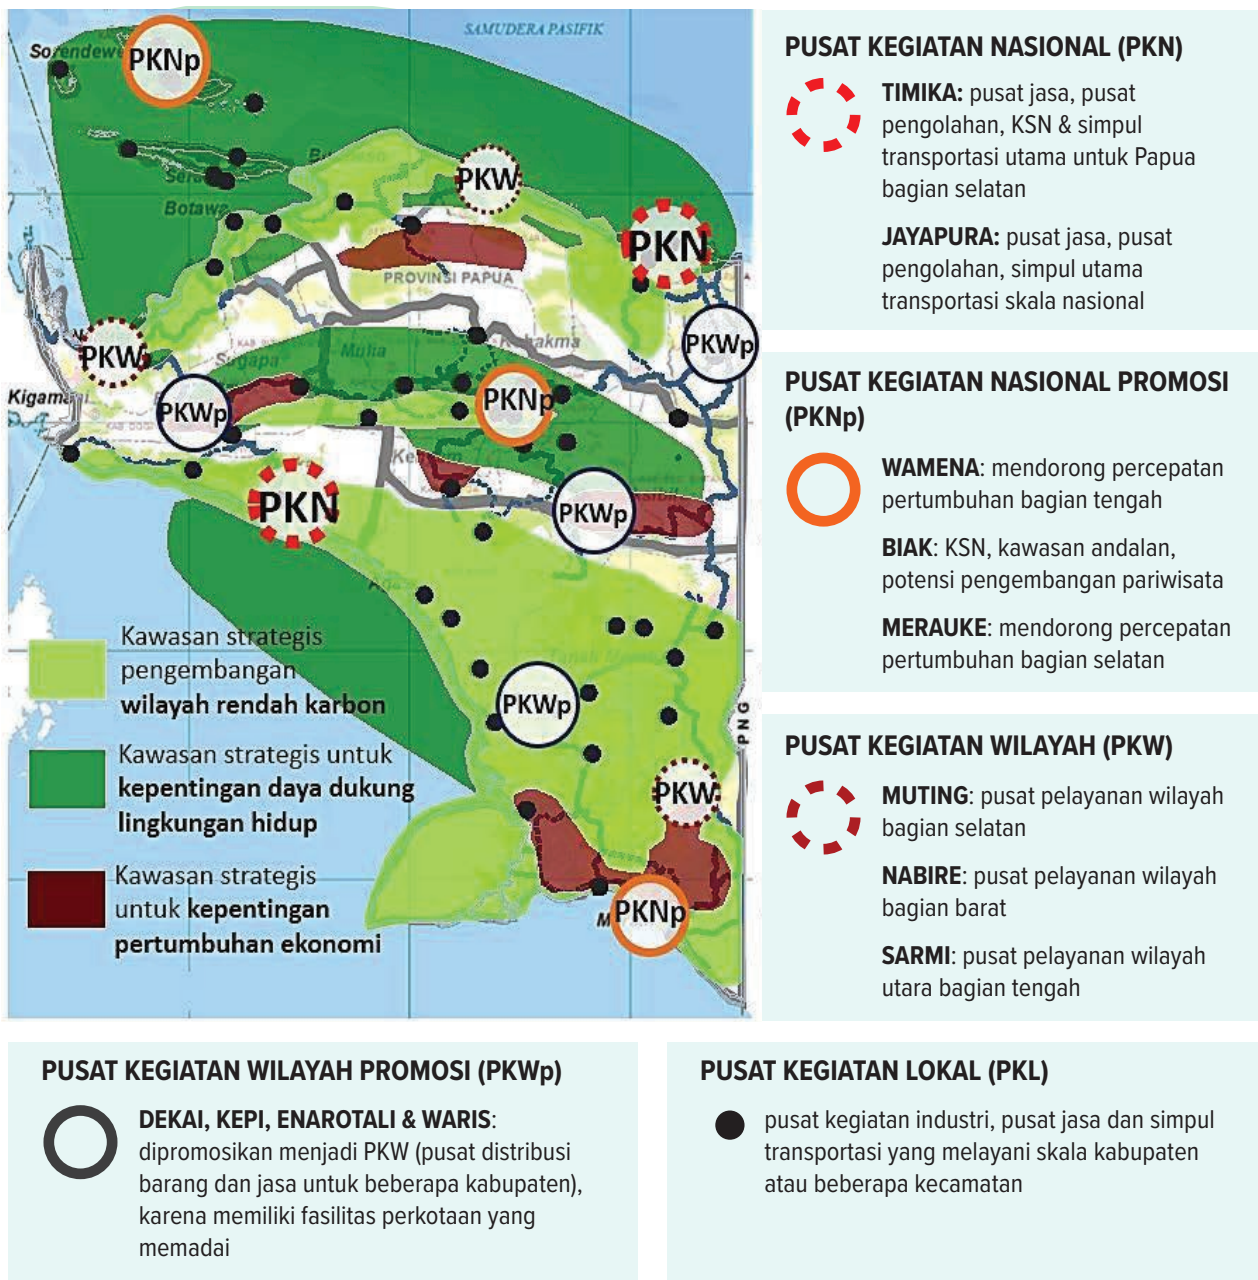 SAMUDERA PASIFIK
PKNp
PKW
Botawa
PKN
PROVINSI PAPUA
PKWp
PKW
Sugapa
Mulia
Kigamani
PKWp
PKNp
PKN
PKWp
PKWp
PNG
PKW
PKNp
Kawasan strategis
pengembangan
wilayah rendah karbon
Kawasan strategis untuk
kepentingan daya dukung
lingkungan hidup
Kawasan strategis
untuk kepentingan
pertumbuhan ekonomi
PUSAT KEGIATAN NASIONAL (PKN)
TIMIKA: pusat jasa, pusat
pengolahan, KSN & simpul
transportasi utama untuk Papua
bagian selatan
JAYAPURA: pusat jasa, pusat
pengolahan, simpul utama
transportasi skala nasional
PUSAT KEGIATAN NASIONAL PROMOSI
(PKNp)
WAMENA: mendorong percepatan
pertumbuhan bagian tengah
BIAK: KSN, kawasan andalan,
potensi pengembangan pariwisata
MERAUKE: mendorong percepatan
pertumbuhan bagian selatan
PUSAT KEGIATAN WILAYAH (PKW)
MUTING: pusat pelayanan wilayah
bagian selatan
NABIRE: pusat pelayanan wilayah
bagian barat
SARMI: pusat pelayanan wilayah
utara bagian tengah
PUSAT KEGIATAN WILAYAH PROMOSI (PKWp)
DEKAI, KEPI, ENAROTALI & WARIS:
dipromosikan menjadi PKW (pusat distribusi
barang dan jasa untuk beberapa kabupaten),
karena memiliki fasilitas perkotaan yang
memadai
PUSAT KEGIATAN LOKAL (PKL)
pusat kegiatan industri, pusat jasa dan simpul
transportasi yang melayani skala kabupaten
atau beberapa kecamatan